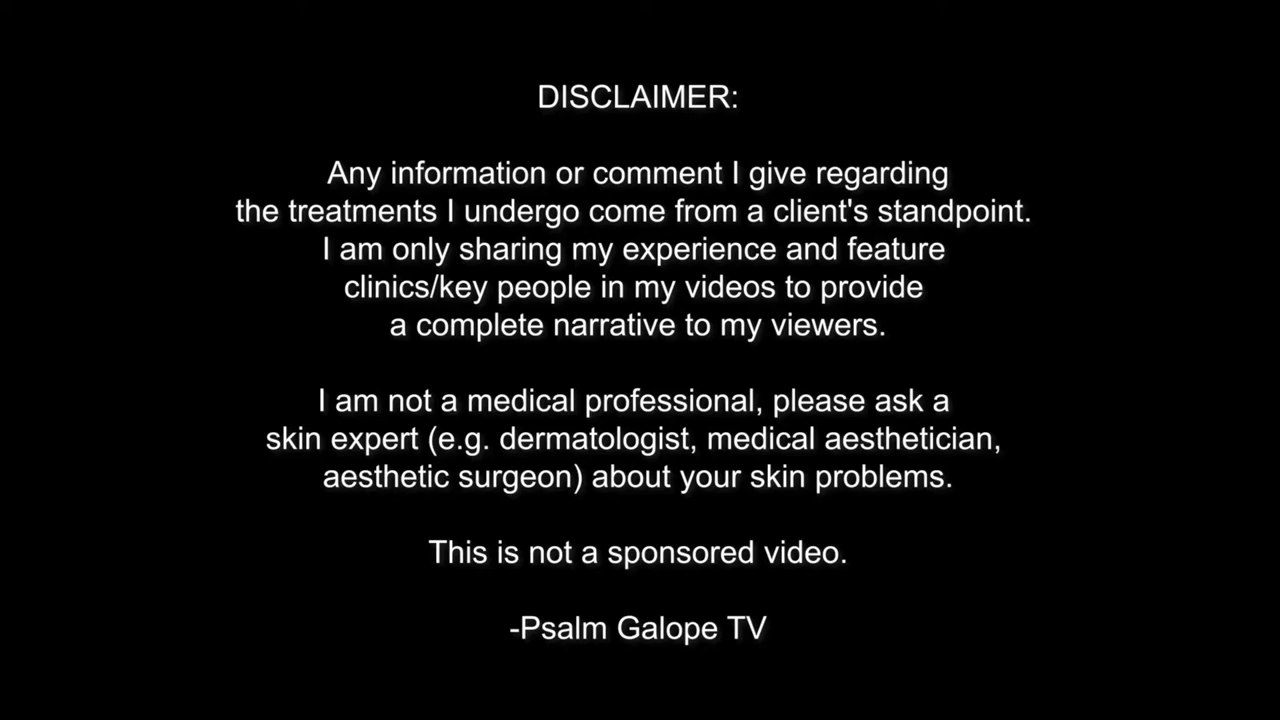 DISCLAIMER:
Any information or comment I give regarding
the treatments I undergo come from a client's standpoint.
I am only sharing my experience and feature
clinics/key people in my videos to provide
a complete narrative to my viewers.
I am not a medical professional, please ask a
skin expert (e.g. dermatologist, medical aesthetician,
aesthetic surgeon) about your skin problems.
This is not a sponsored video.
-Psalm Galope TV